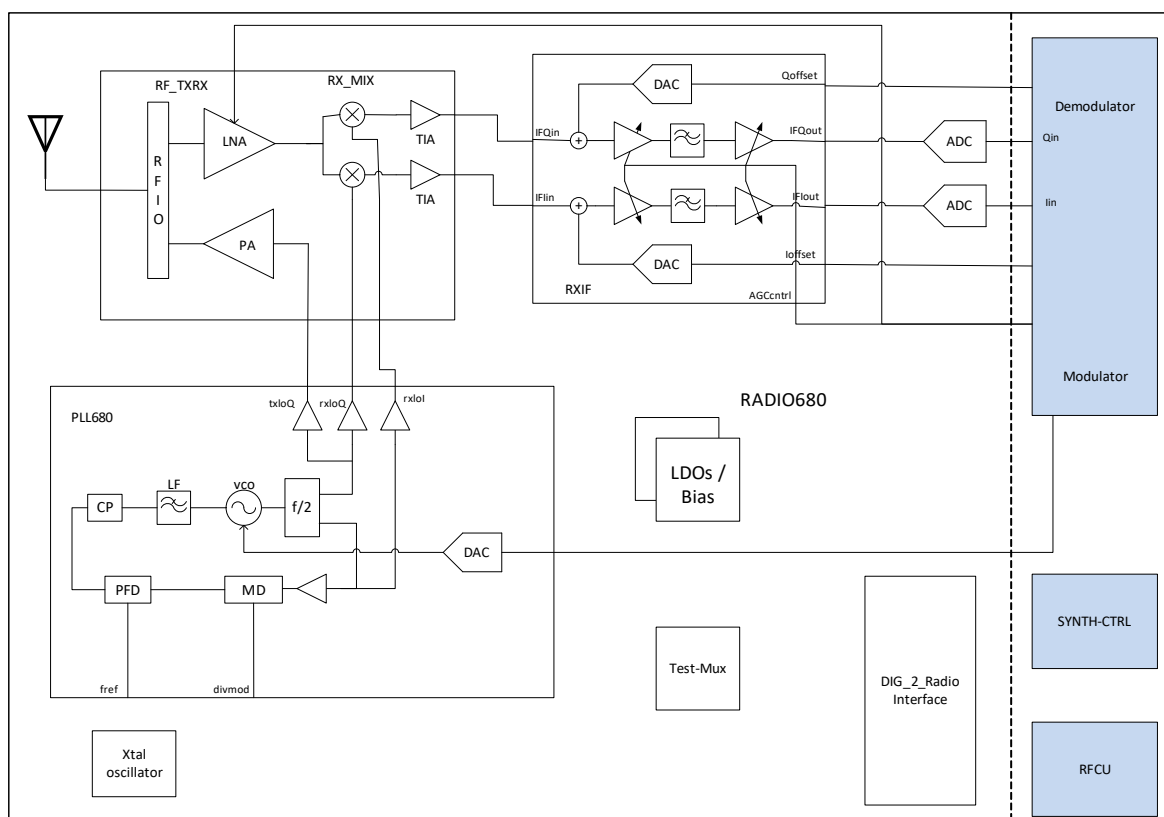 RF_TXRX
RX_MIX
R
F
I
O
LNA
PA
TIA
TIA
IFQin
IFIin
DAC
DAC
RXIF
Qoffset
IFQout
IFIout
Ioffset
AGCcntrl
ADC
ADC
Demodulator
Qin
Iin
Modulator
PLL680
txloQ
rxloQ
rxloI
CP
LF
vco
f/2
DAC
PFD
MD
fref
divmod
RADIO680
LDOs /
Bias
Test-Mux
DIG_2_Radio
Interface
SYNTH-CTRL
RFCU
Xtal
oscillator